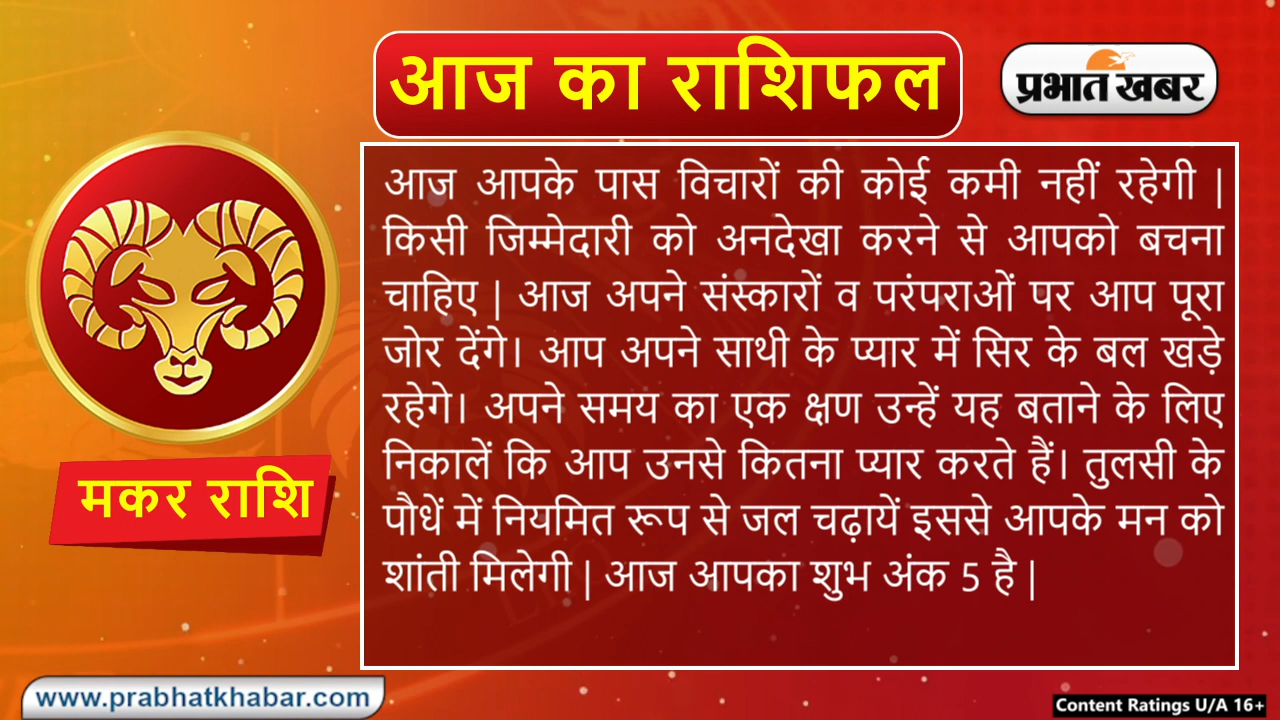 आज का राशिफल
प्रभात खबर
आज आपके पास विचारों की कोई कमी नहीं रहेगी |
किसी जिम्मेदारी को अनदेखा करने से आपको बचना
चाहिए | आज अपने संस्कारों व परंपराओं पर आप पूरा
जोर देंगे। आप अपने साथी के प्यार में सिर के बल खड़े
रहेगे। अपने समय का एक क्षण उन्हें यह बताने के लिए
निकालें कि आप उनसे कितना प्यार करते हैं। तुलसी के
पौधें में नियमित रूप से जल चढ़ायें इससे आपके मन को
शांती मिलेगी | आज आपका शुभ अंक 5 है |
मकर राशि
www.prabhatkhabar.com
Content Ratings U/A 16+